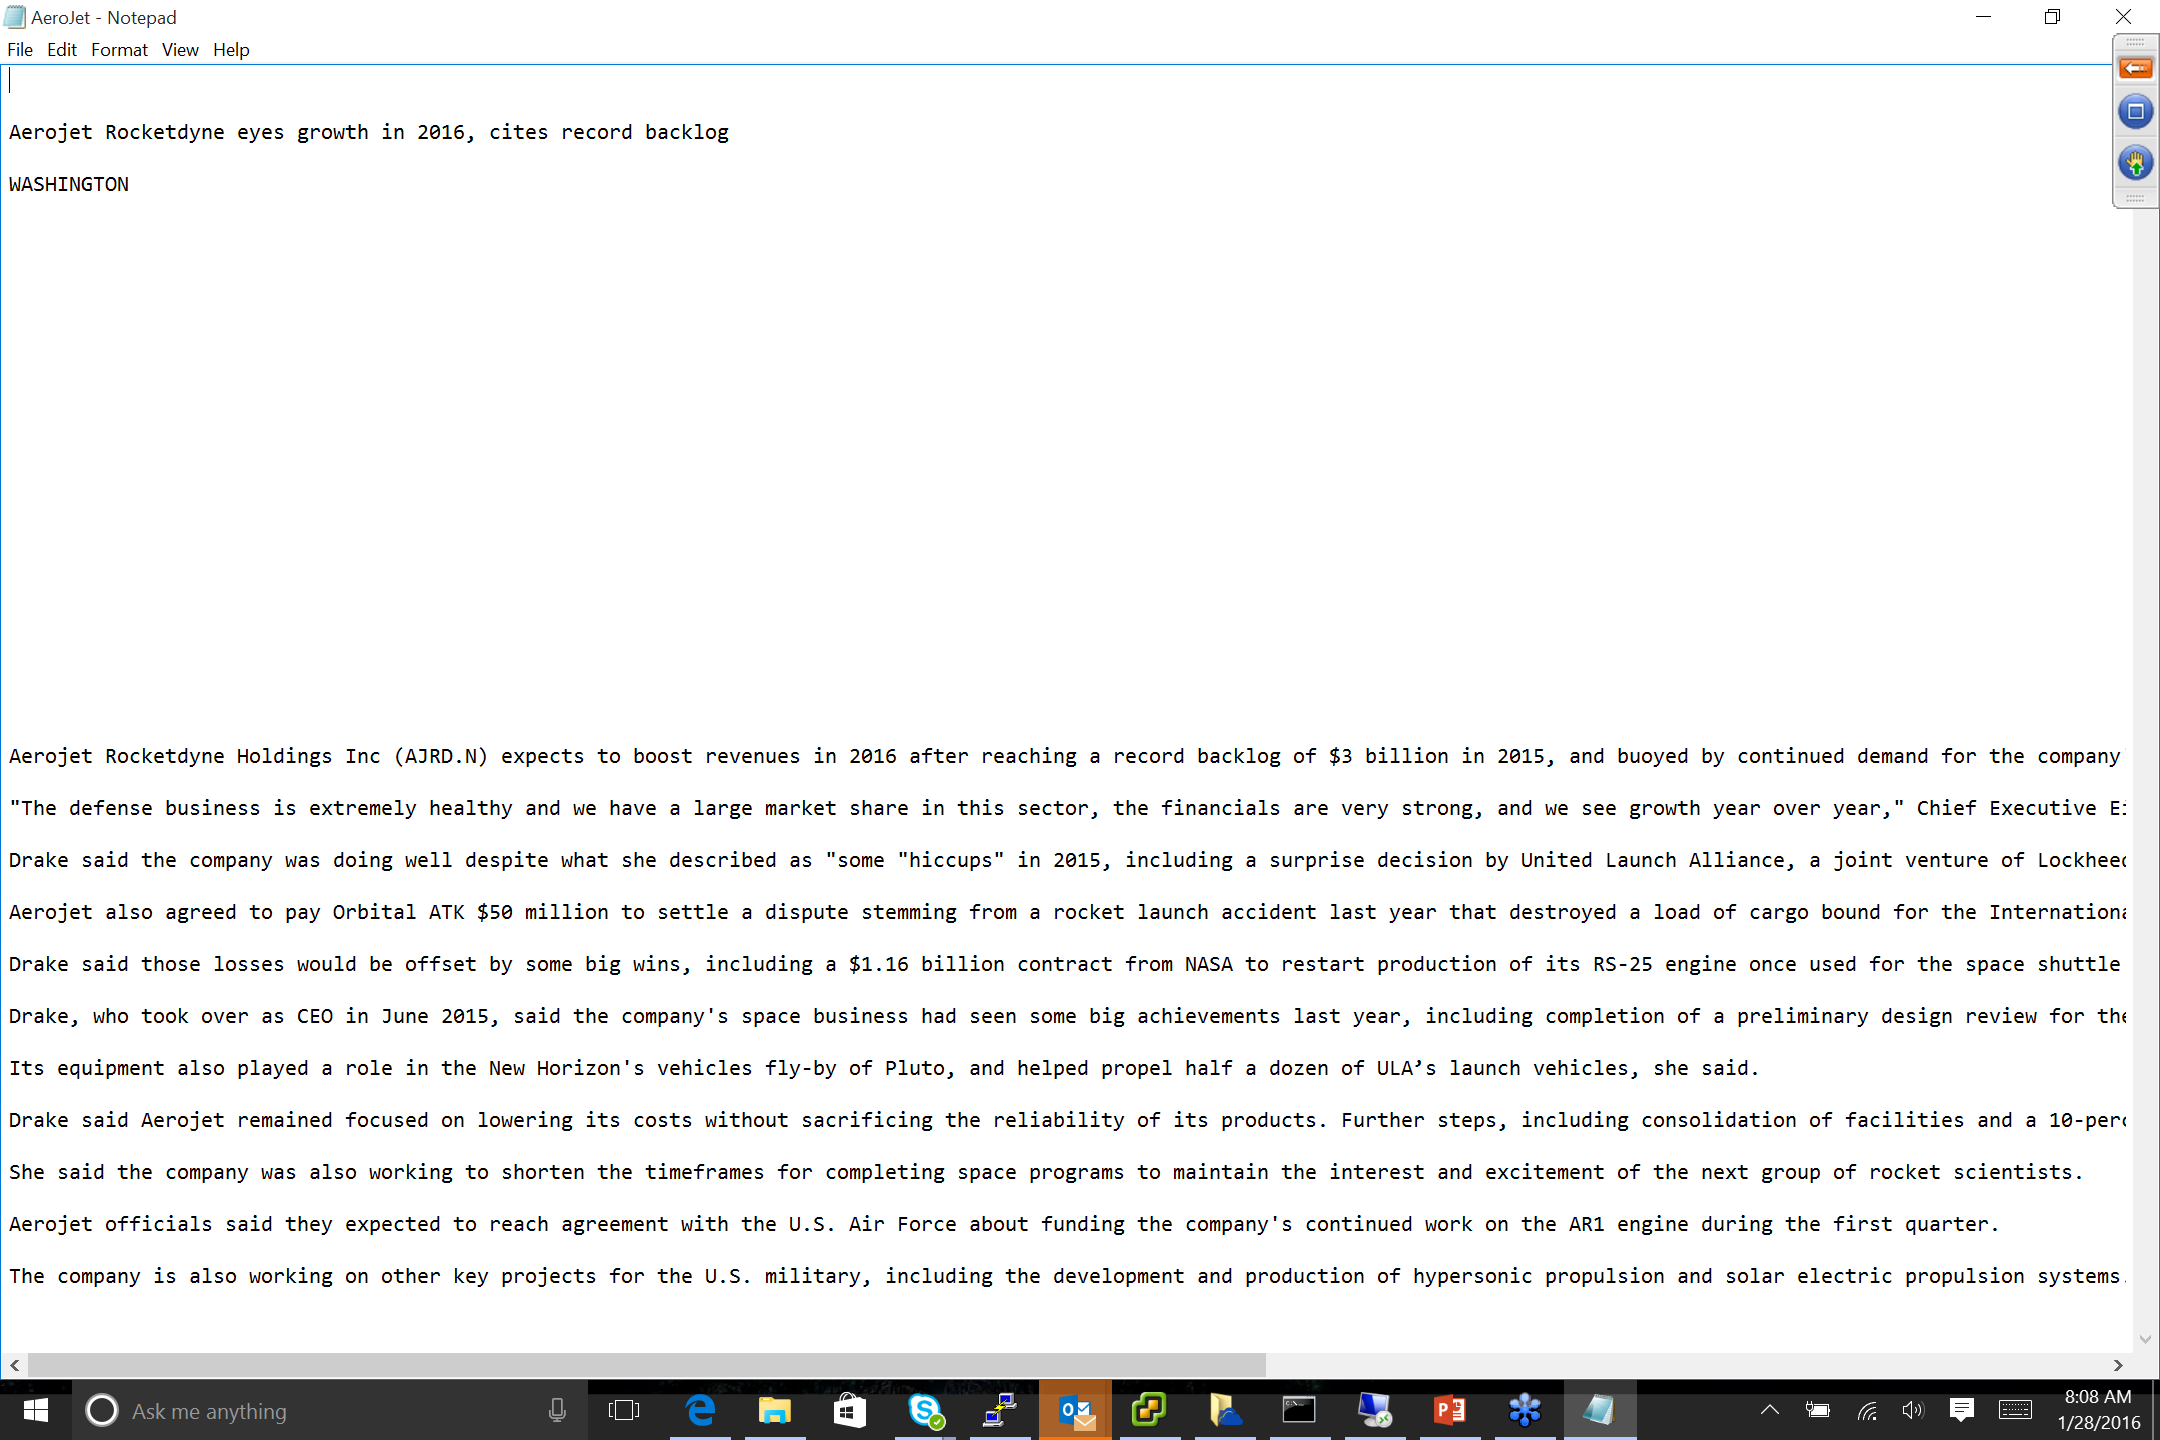 AeroJet - Notepad
File Edit Format View Help
Aerojet Rocketdyne eyes growth in 2016, cites record backlog
WASHINGTON
Aerojet Rocketdyne Holdings Inc (AJRD.N) expects to boost revenues in 2016 after reaching a record backlog of $3 billion in 2015, and buoyed by continued demand for the company'
"The defense business is extremely healthy and we have a large market share in this sector, the financials are very strong, and we see growth year over year," Chief Executive
Drake said the company was doing well despite what she described as "some "hiccups" in 2015, including a surprise decision by United Launch Alliance, a joint venture of Lockheed
Aerojet also agreed to pay Orbital ATK $50 million to settle a dispute stemming from a rocket launch accident last year that destroyed a load of cargo bound for the Internationa
Drake said those losses would be offset by some big wins, including a $1.16 billion contract from NASA to restart production of its RS-25 engine once used for the space shuttle
Drake, who took over as CEO in June 2015, said the company's space business had seen some big achievements last year, including completion of a preliminary design review for the
Its equipment also played a role in the New Horizon's vehicles fly-by of Pluto, and helped propel half a dozen of ULA’s launch vehicles, she said.
Drake said Aerojet remained focused on lowering its costs without sacrificing the reliability of its products. Further steps, including consolidation of facilities and a 10-perc
She said the company was also working to shorten the timeframes for completing space programs to maintain the interest and excitement of the next group of rocket scientists.
Aerojet officials said they expected to reach agreement with the U.S. Air Force about funding the company's continued work on the AR1 engine during the first quarter.
The company is also working on other key projects for the U.S. military, including the development and production of hypersonic propulsion and solar electric propulsion systems.
Ask me anything
8:08 AM
1/28/2016